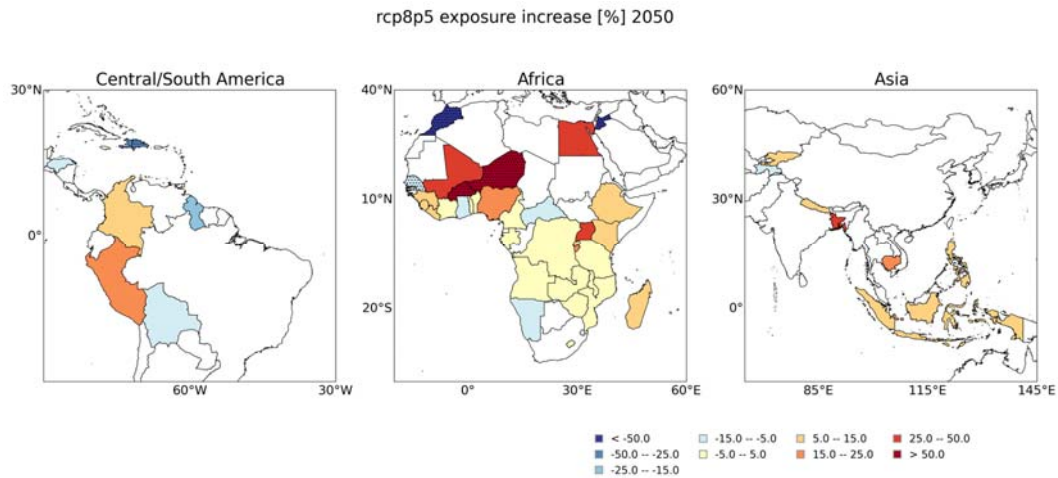 rcp8p5 exposure increase [%] 2050
Central/South America
Africa
Asia
30°N
0°
60°W
30°W
40°N
10°N
20°S
0°
30°E
60°E
60°N
30°N
0°
85°E
115°E
145°E
< -50.0
-50.0 -- -25.0
-25.0 -- -15.0
-15.0 -- -5.0
-5.0 -- 5.0
5.0 -- 15.0
15.0 -- 25.0
25.0 -- 50.0
> 50.0